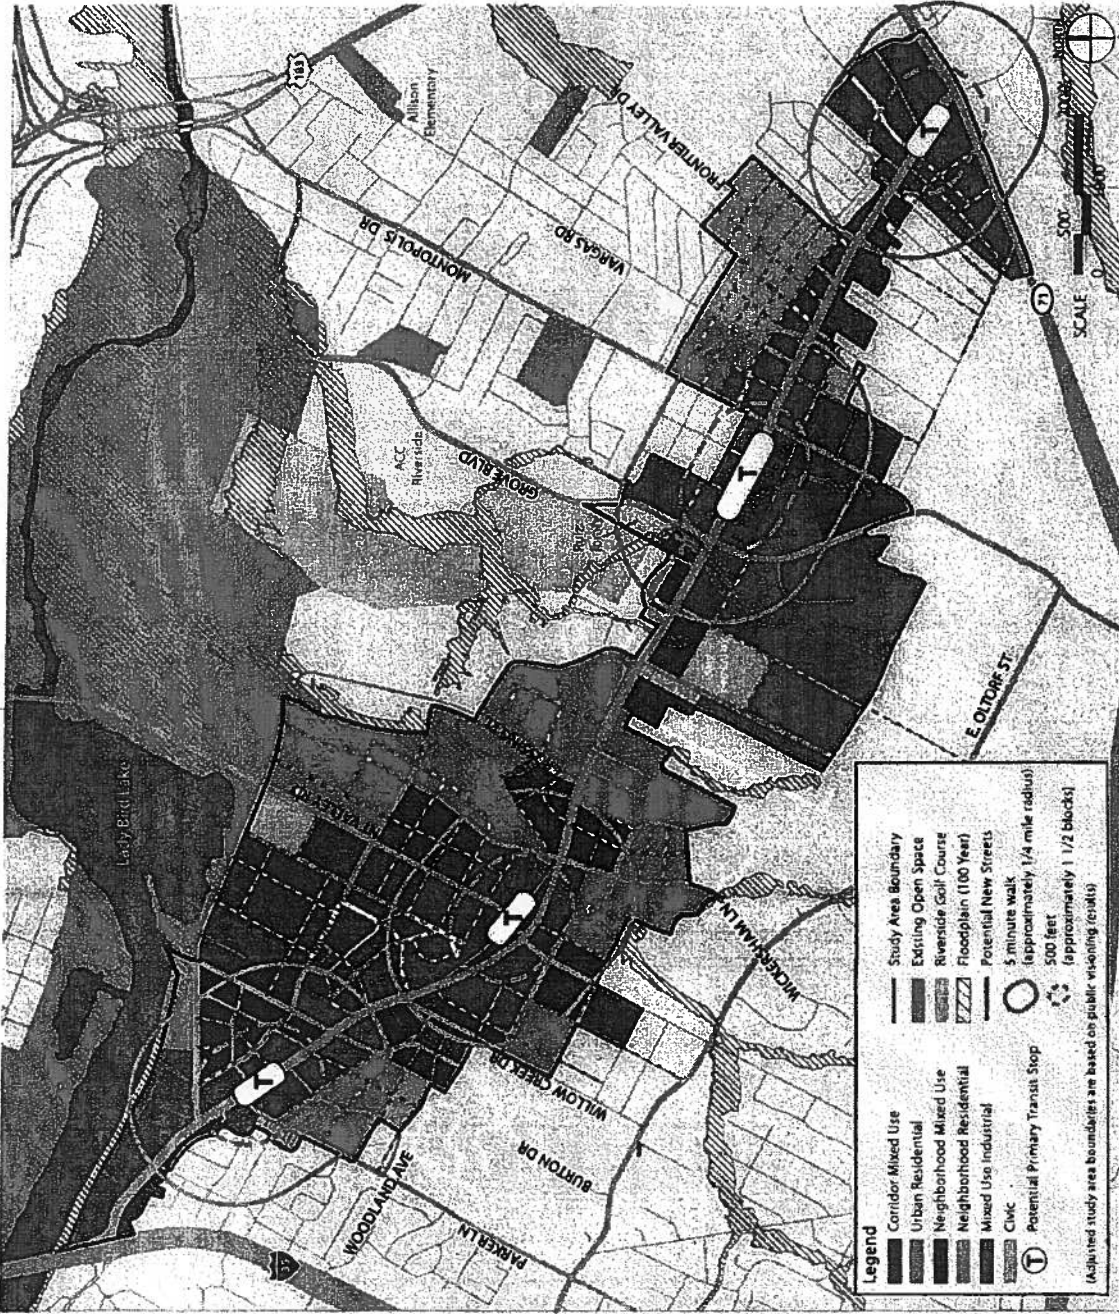 183
Allison
Elementary
MONTOPOLIS DR
VARGAS RD
FRONTIER VALLEY DR
Lady Bird Lake
ACC
Riverside
GROVE BLVD
T
T
T
T
71
E. OLTORF ST
WICKERSHAM LN
WILLOW CREEK DR
BURTON DR
WOODLAND AVE
PARKER LN
35
SCALE
0
500'
Legend
Corridor Mixed Use
Urban Residential
Neighborhood Mixed Use
Neighborhood Residential
Mixed Use Industrial
Civic
T Potential Primary Transit Stop
Study Area Boundary
Existing Open Space
Riverside Golf Course
Floodplain (100 Year)
Potential New Streets
5 minute walk
(approximately 1/4 mile radius)
500 feet
(approximately 1 1/2 blocks)
(Adjusted study area boundaries are based on public visioning results)